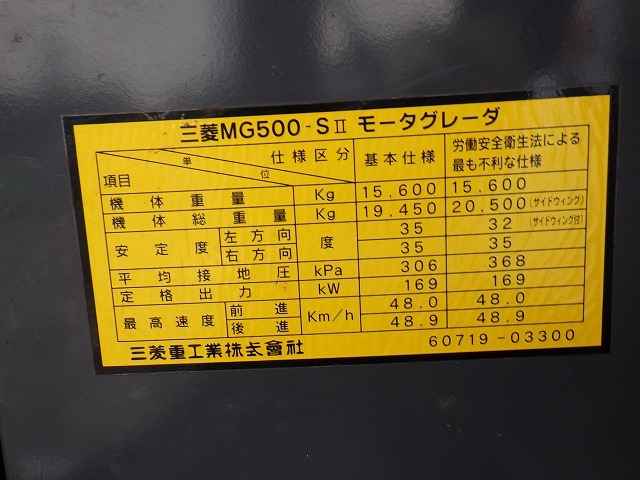 三菱MG500-SⅡ モータグレーダ
項目 単位 仕様区分 基本仕様 労働安全衛生法による
最も不利な仕様
機体重量 Kg 15,600 15,600
機体総重量 Kg 19,450 20,500(サイドウィング)
安定度 左方向 度 35 32(サイドウィング付)
右方向 35 35
平均接地圧 kPa 306 368
定格出力 kW 169 169
最高速度 前進 Km/h 48.0 48.0
後進 48.9 48.9
三菱重工業株式會社 60719-03300